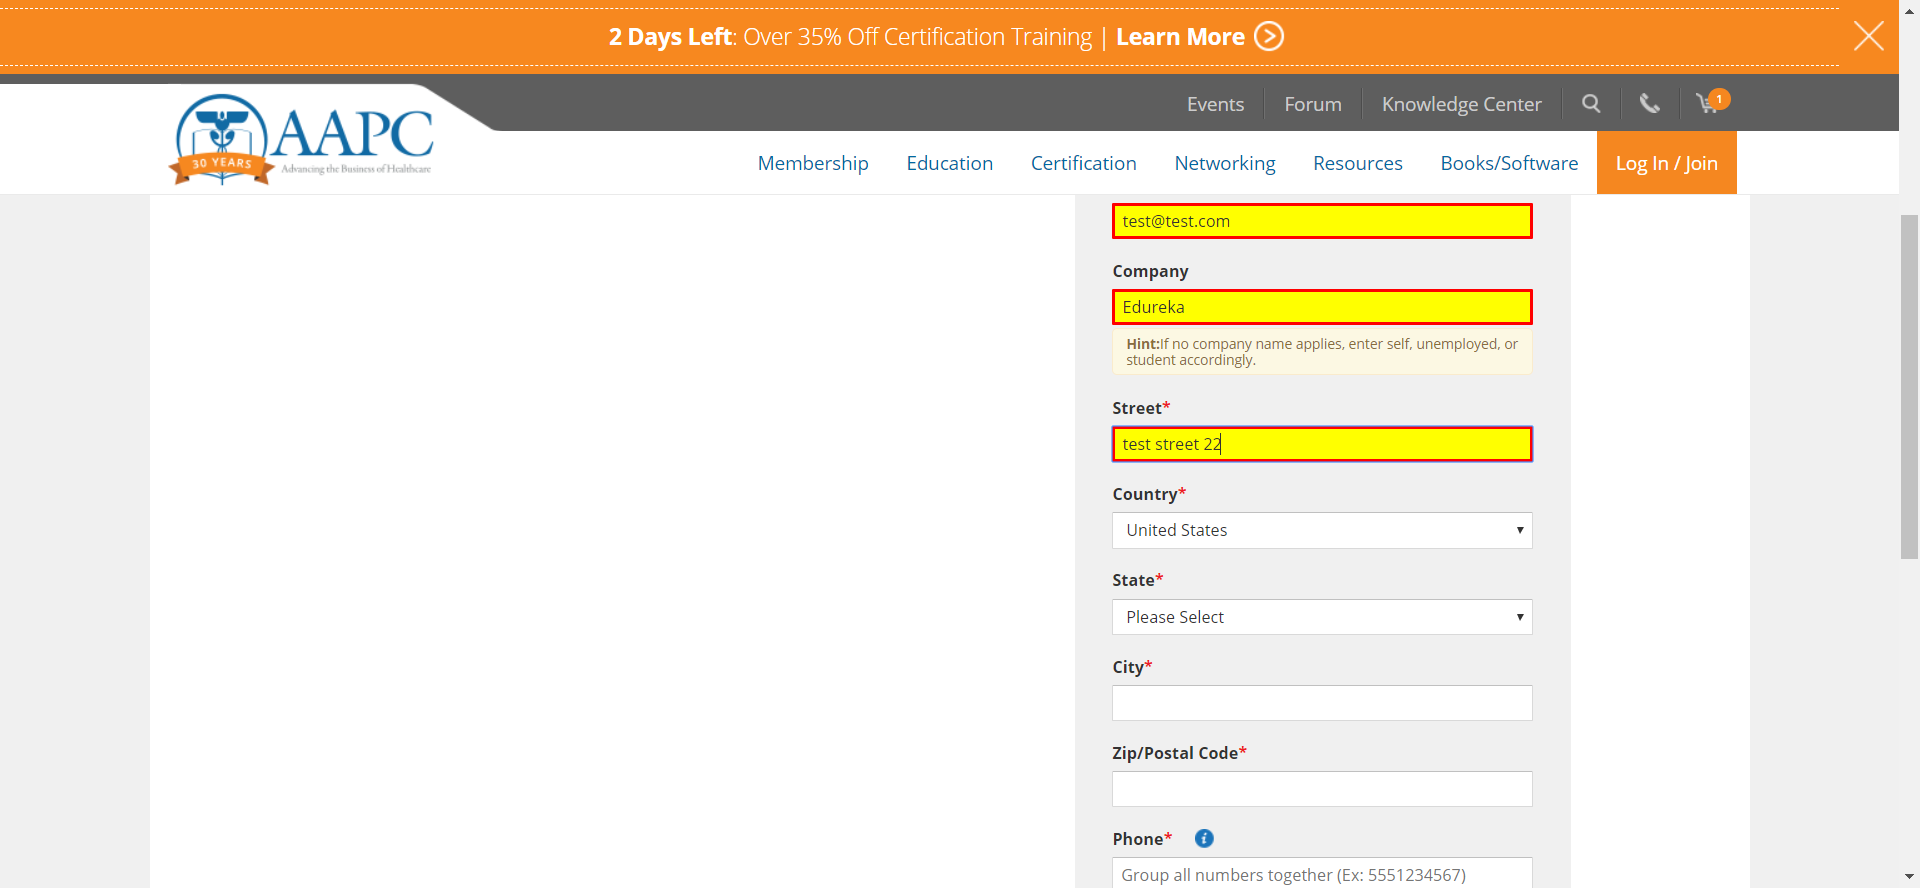 2 Days Left: Over 35% Off Certification Training | Learn More
Events
Forum
Knowledge Center
1
AAPC
30 YEARS
Advancing the Business of Healthcare
Membership
Education
Certification
Networking
Resources
Books/Software
Log In / Join
test@test.com
Company
Edureka
Hint:If no company name applies, enter self, unemployed, or
student accordingly.
Street*
test street 22
Country*
United States
State*
Please Select
City*
Zip/Postal Code*
Phone*
Group all numbers together (Ex: 5551234567)